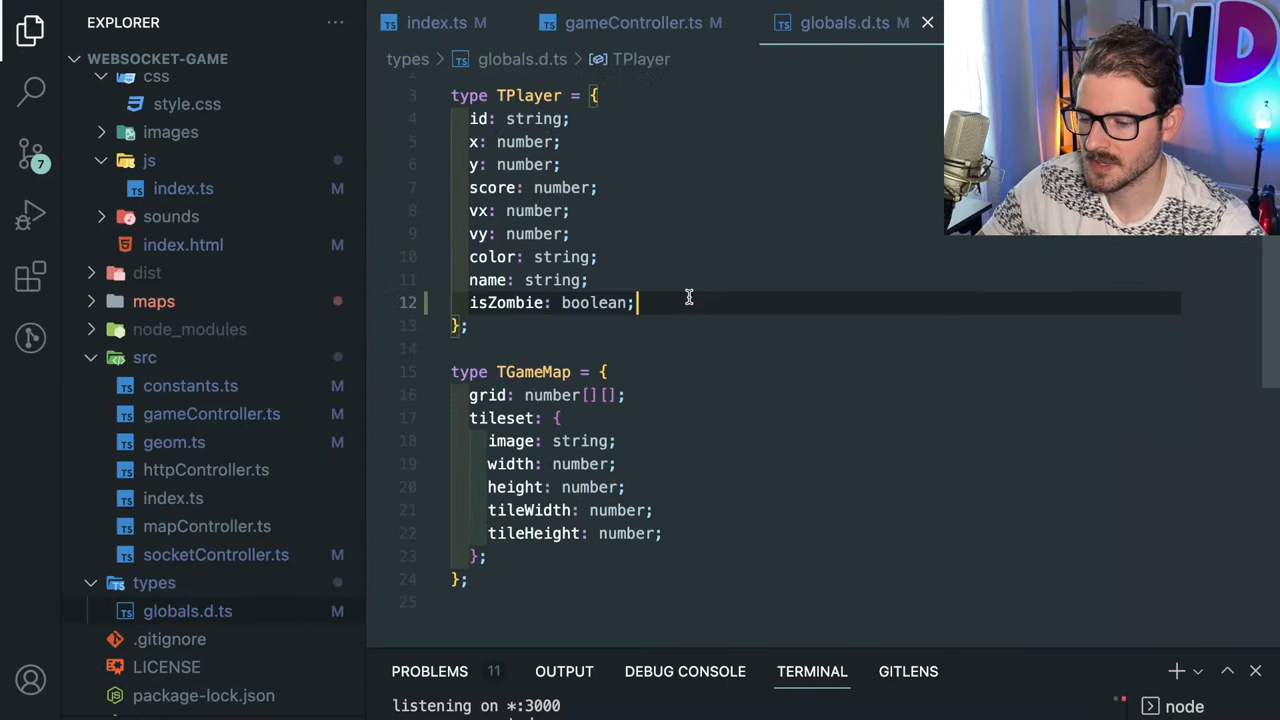 EXPLORER
WEBSOCKET-GAME
css
style.css
images
js
index.ts M
sounds
index.html M
dist
maps
node_modules
src
constants.ts M
gameController.ts M
geom.ts M
httpController.ts
index.ts
mapController.ts
socketController.ts M
types
globals.d.ts M
.gitignore
LICENSE
package-lock.json
7
index.ts M
gameController.ts M
globals.d.ts M
types > globals.d.ts > TPlayer
3 type TPlayer = {
4 id: string;
5 x: number;
6 y: number;
7 score: number;
8 vx: number;
9 vy: number;
10 color: string;
11 name: string;
12 isZombie: boolean;
13 };
14
15 type TGameMap = {
16 grid: number[][];
17 tileset: {
18 image: string;
19 width: number;
20 height: number;
21 tileWidth: number;
22 tileHeight: number;
23 };
24 };
25
PROBLEMS 11 OUTPUT DEBUG CONSOLE TERMINAL GITLENS
listening on *:3000
node
WD